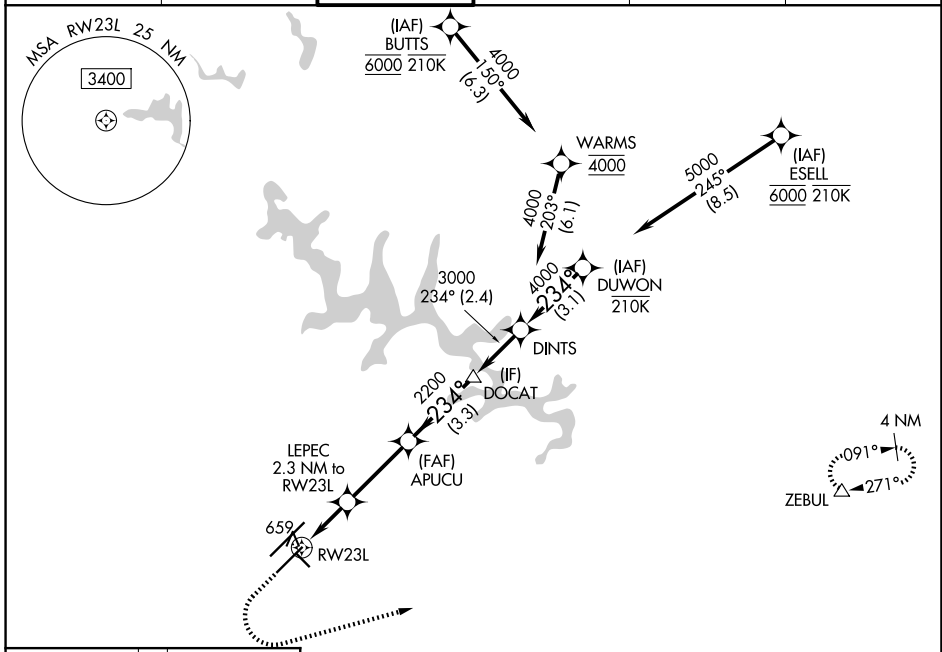 MSA RW23L 25 NM
3400
(IAF)
BUTTS
6000 210K
4000
150°
(6.3)
WARMS
4000
5000
245°
(8.5)
(IAF)
ESELL
6000 210K
4000
203°
(6.1)
(IAF)
DUWON
210K
4000
234°
(3.1)
3000
234° (2.4)
DINTS
(IF)
DOCAT
2200
234°
(3.3)
(FAF)
APUCU
LEPEC
2.3 NM to
RW23L
659
RW23L
4 NM
091°
271°
ZEBUL